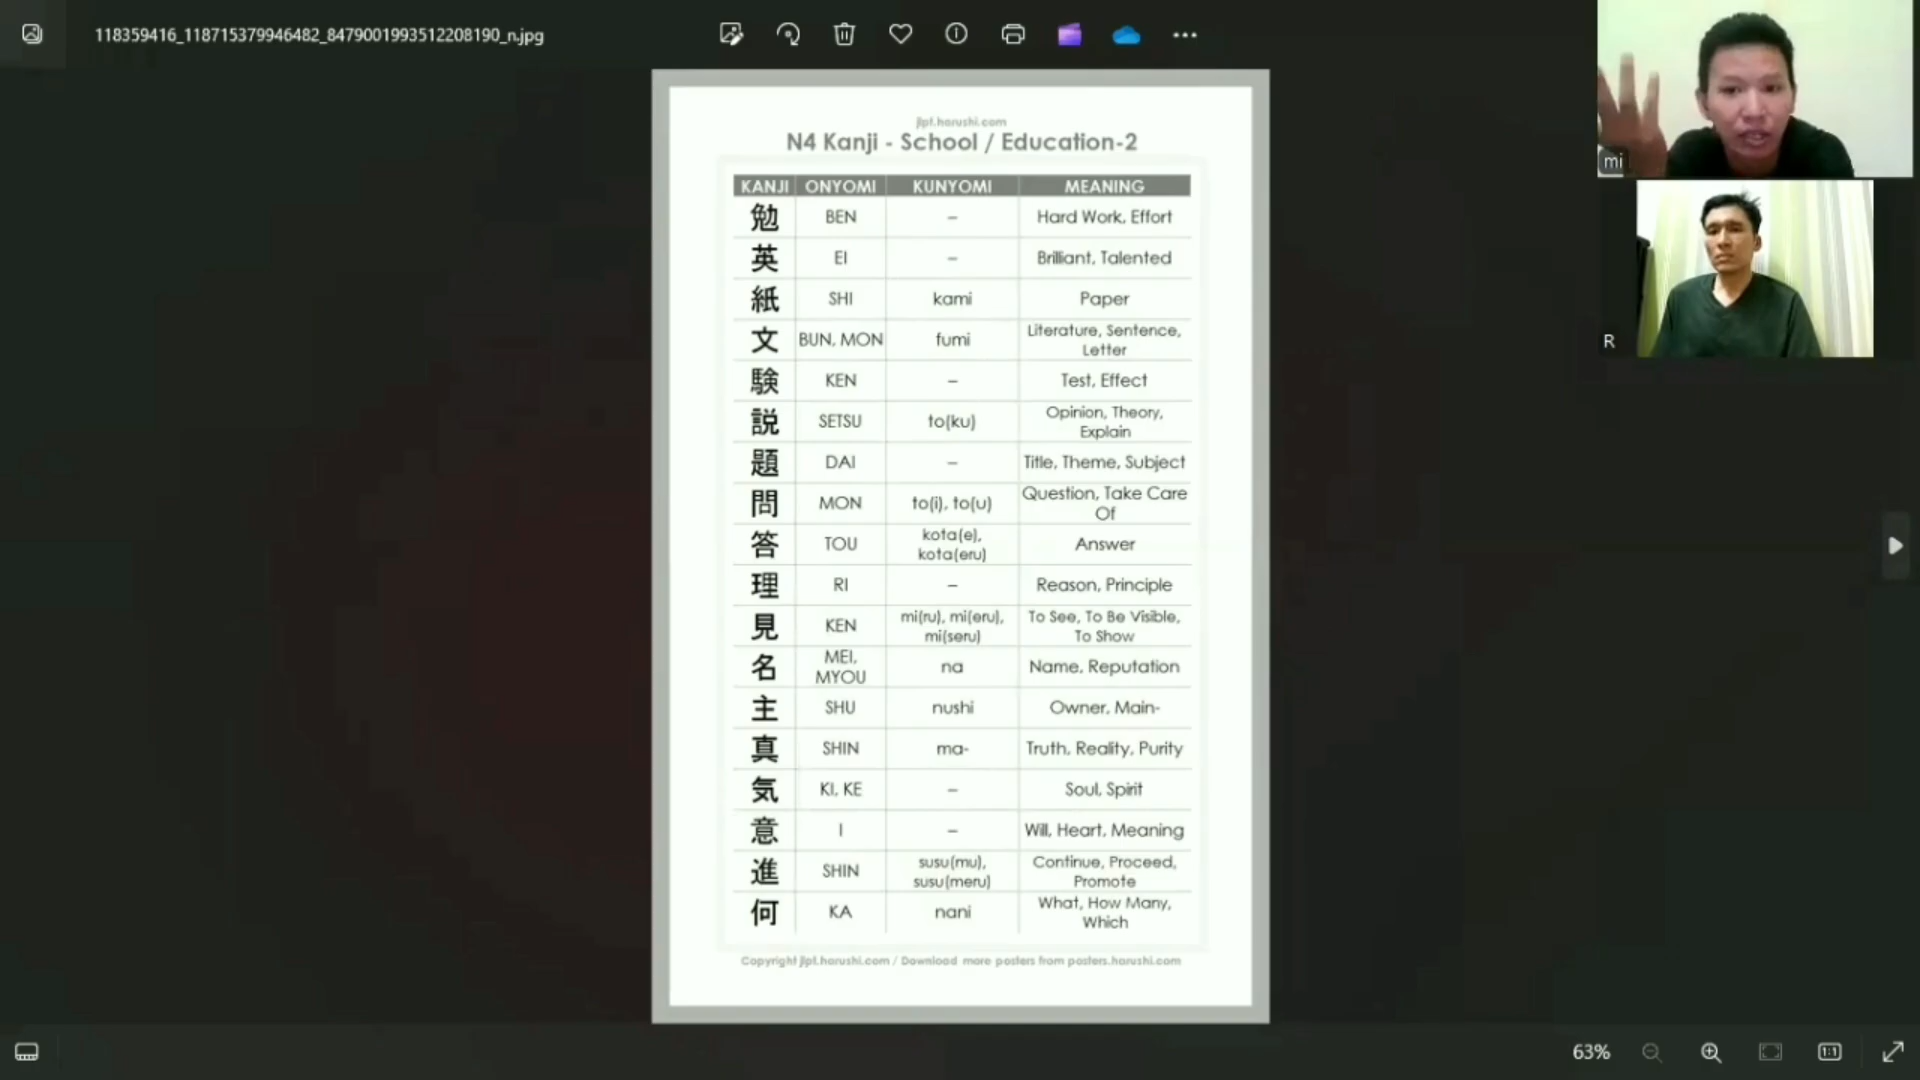 118359416_118715379946482_8479001993512208190_n.jpg
mi
R
jlpt.harushi.com
N4 Kanji - School / Education-2
KANJI ONYOMI KUNYOMI MEANING
勉 BEN – Hard Work, Effort
英 EI – Brilliant, Talented
紙 SHI kami Paper
文 BUN, MON fumi Literature, Sentence, Letter
験 KEN – Test, Effect
説 SETSU to(ku) Opinion, Theory, Explain
題 DAI – Title, Theme, Subject
問 MON to(i), to(u) Question, Take Care Of
答 TOU kota(e), kota(eru) Answer
理 RI – Reason, Principle
見 KEN mi(ru), mi(eru), mi(seru) To See, To Be Visible, To Show
名 MEI, MYOU na Name, Reputation
主 SHU nushi Owner, Main-
真 SHIN ma- Truth, Reality, Purity
気 KI, KE – Soul, Spirit
意 I – Will, Heart, Meaning
進 SHIN susu(mu), susu(meru) Continue, Proceed, Promote
何 KA nani What, How Many, Which
Copyright jlpt.harushi.com / Download more posters from posters.harushi.com
63%
1:1